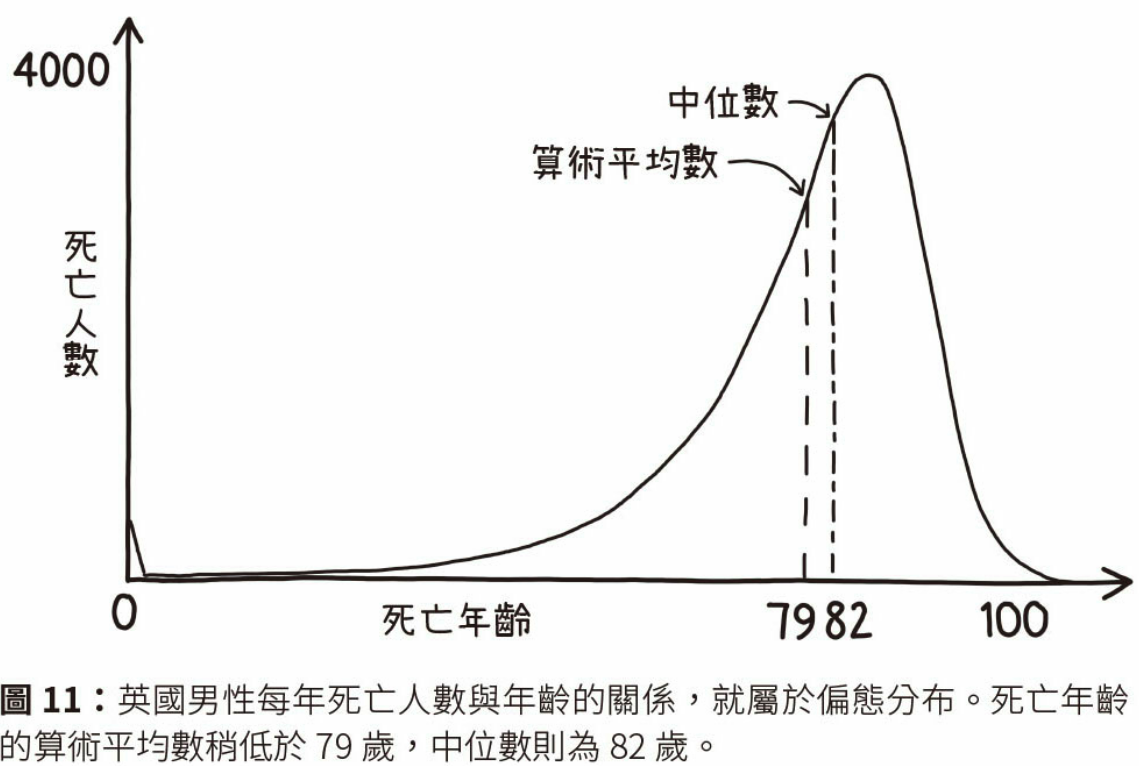 4000
中位數
算術平均數
死亡人數
0
死亡年齡
79
82
100
圖 11：英國男性每年死亡人數與年齡的關係，就屬於偏態分布。死亡年齡
的算術平均數稍低於 79 歲，中位數則為 82 歲。